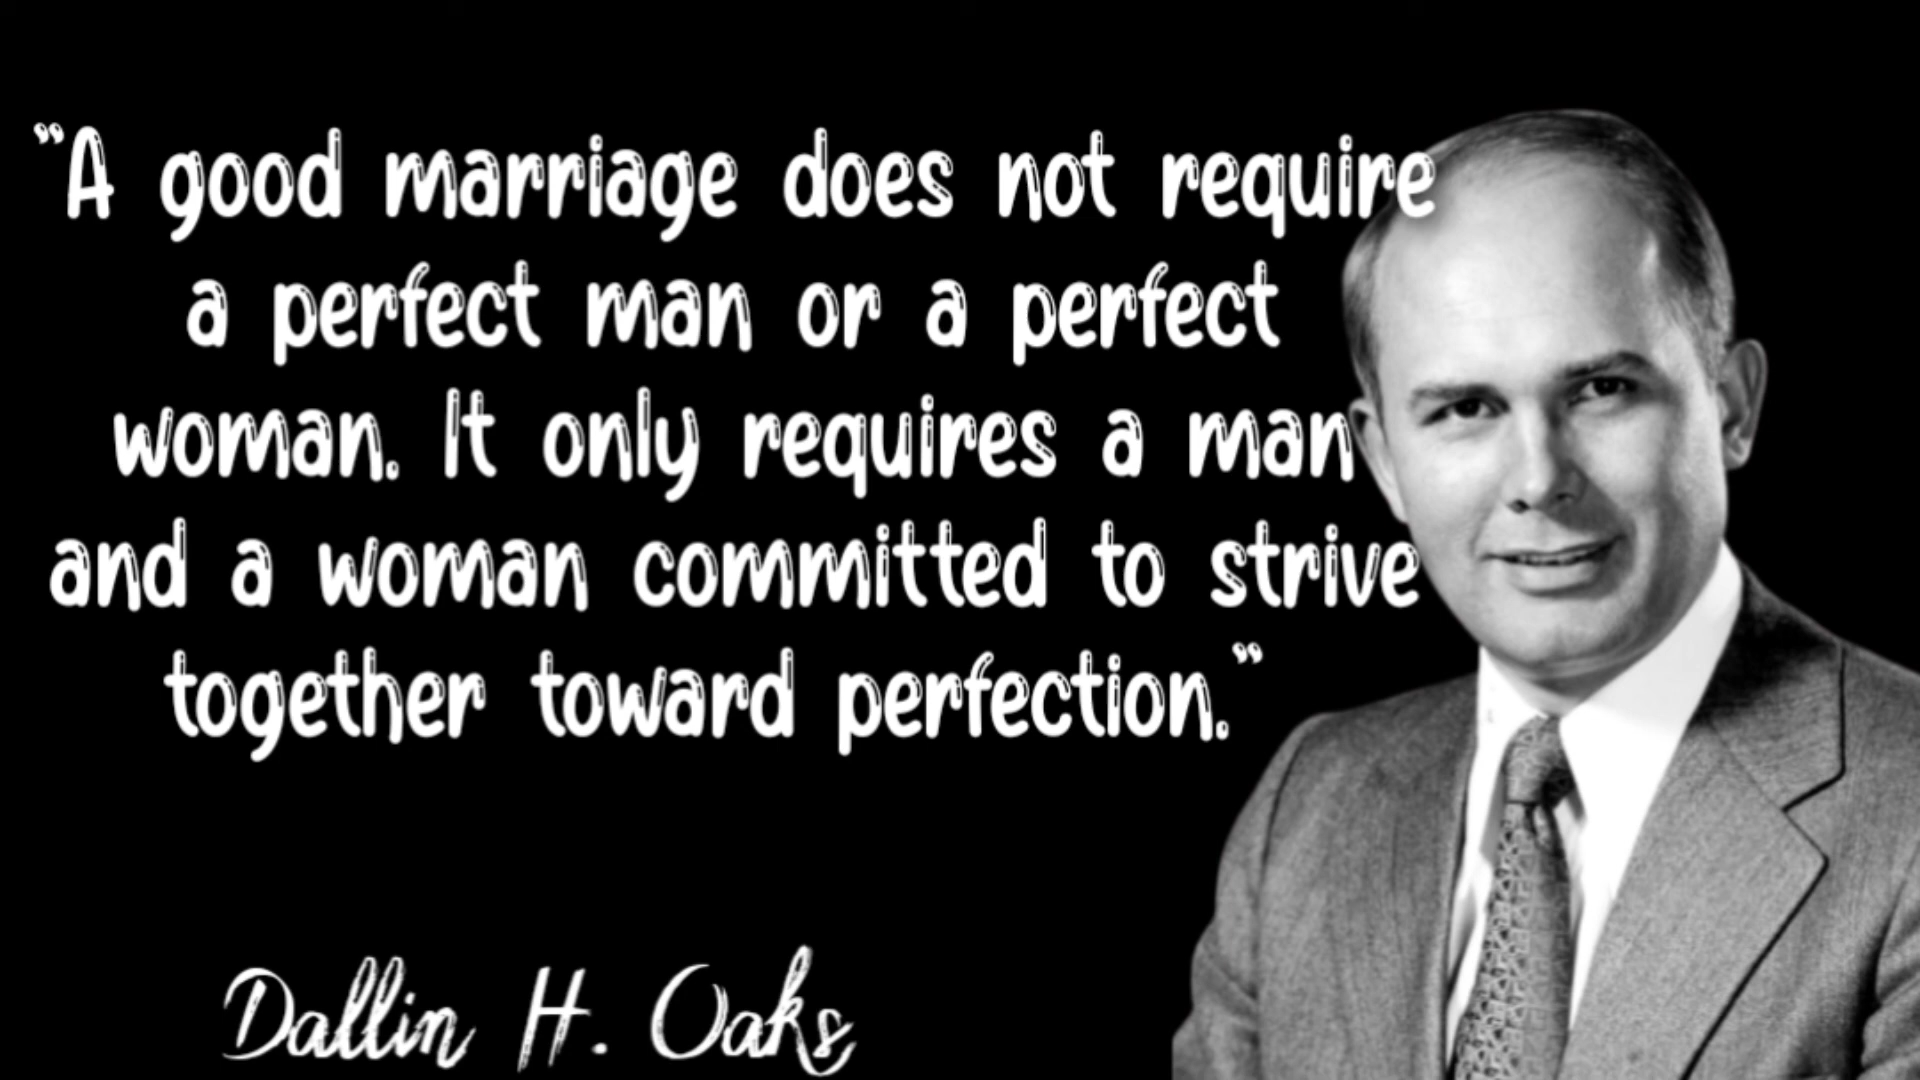 "A good marriage does not require
a perfect man or a perfect
woman. It only requires a man
and a woman committed to strive
together toward perfection."
Dallin H. Oaks